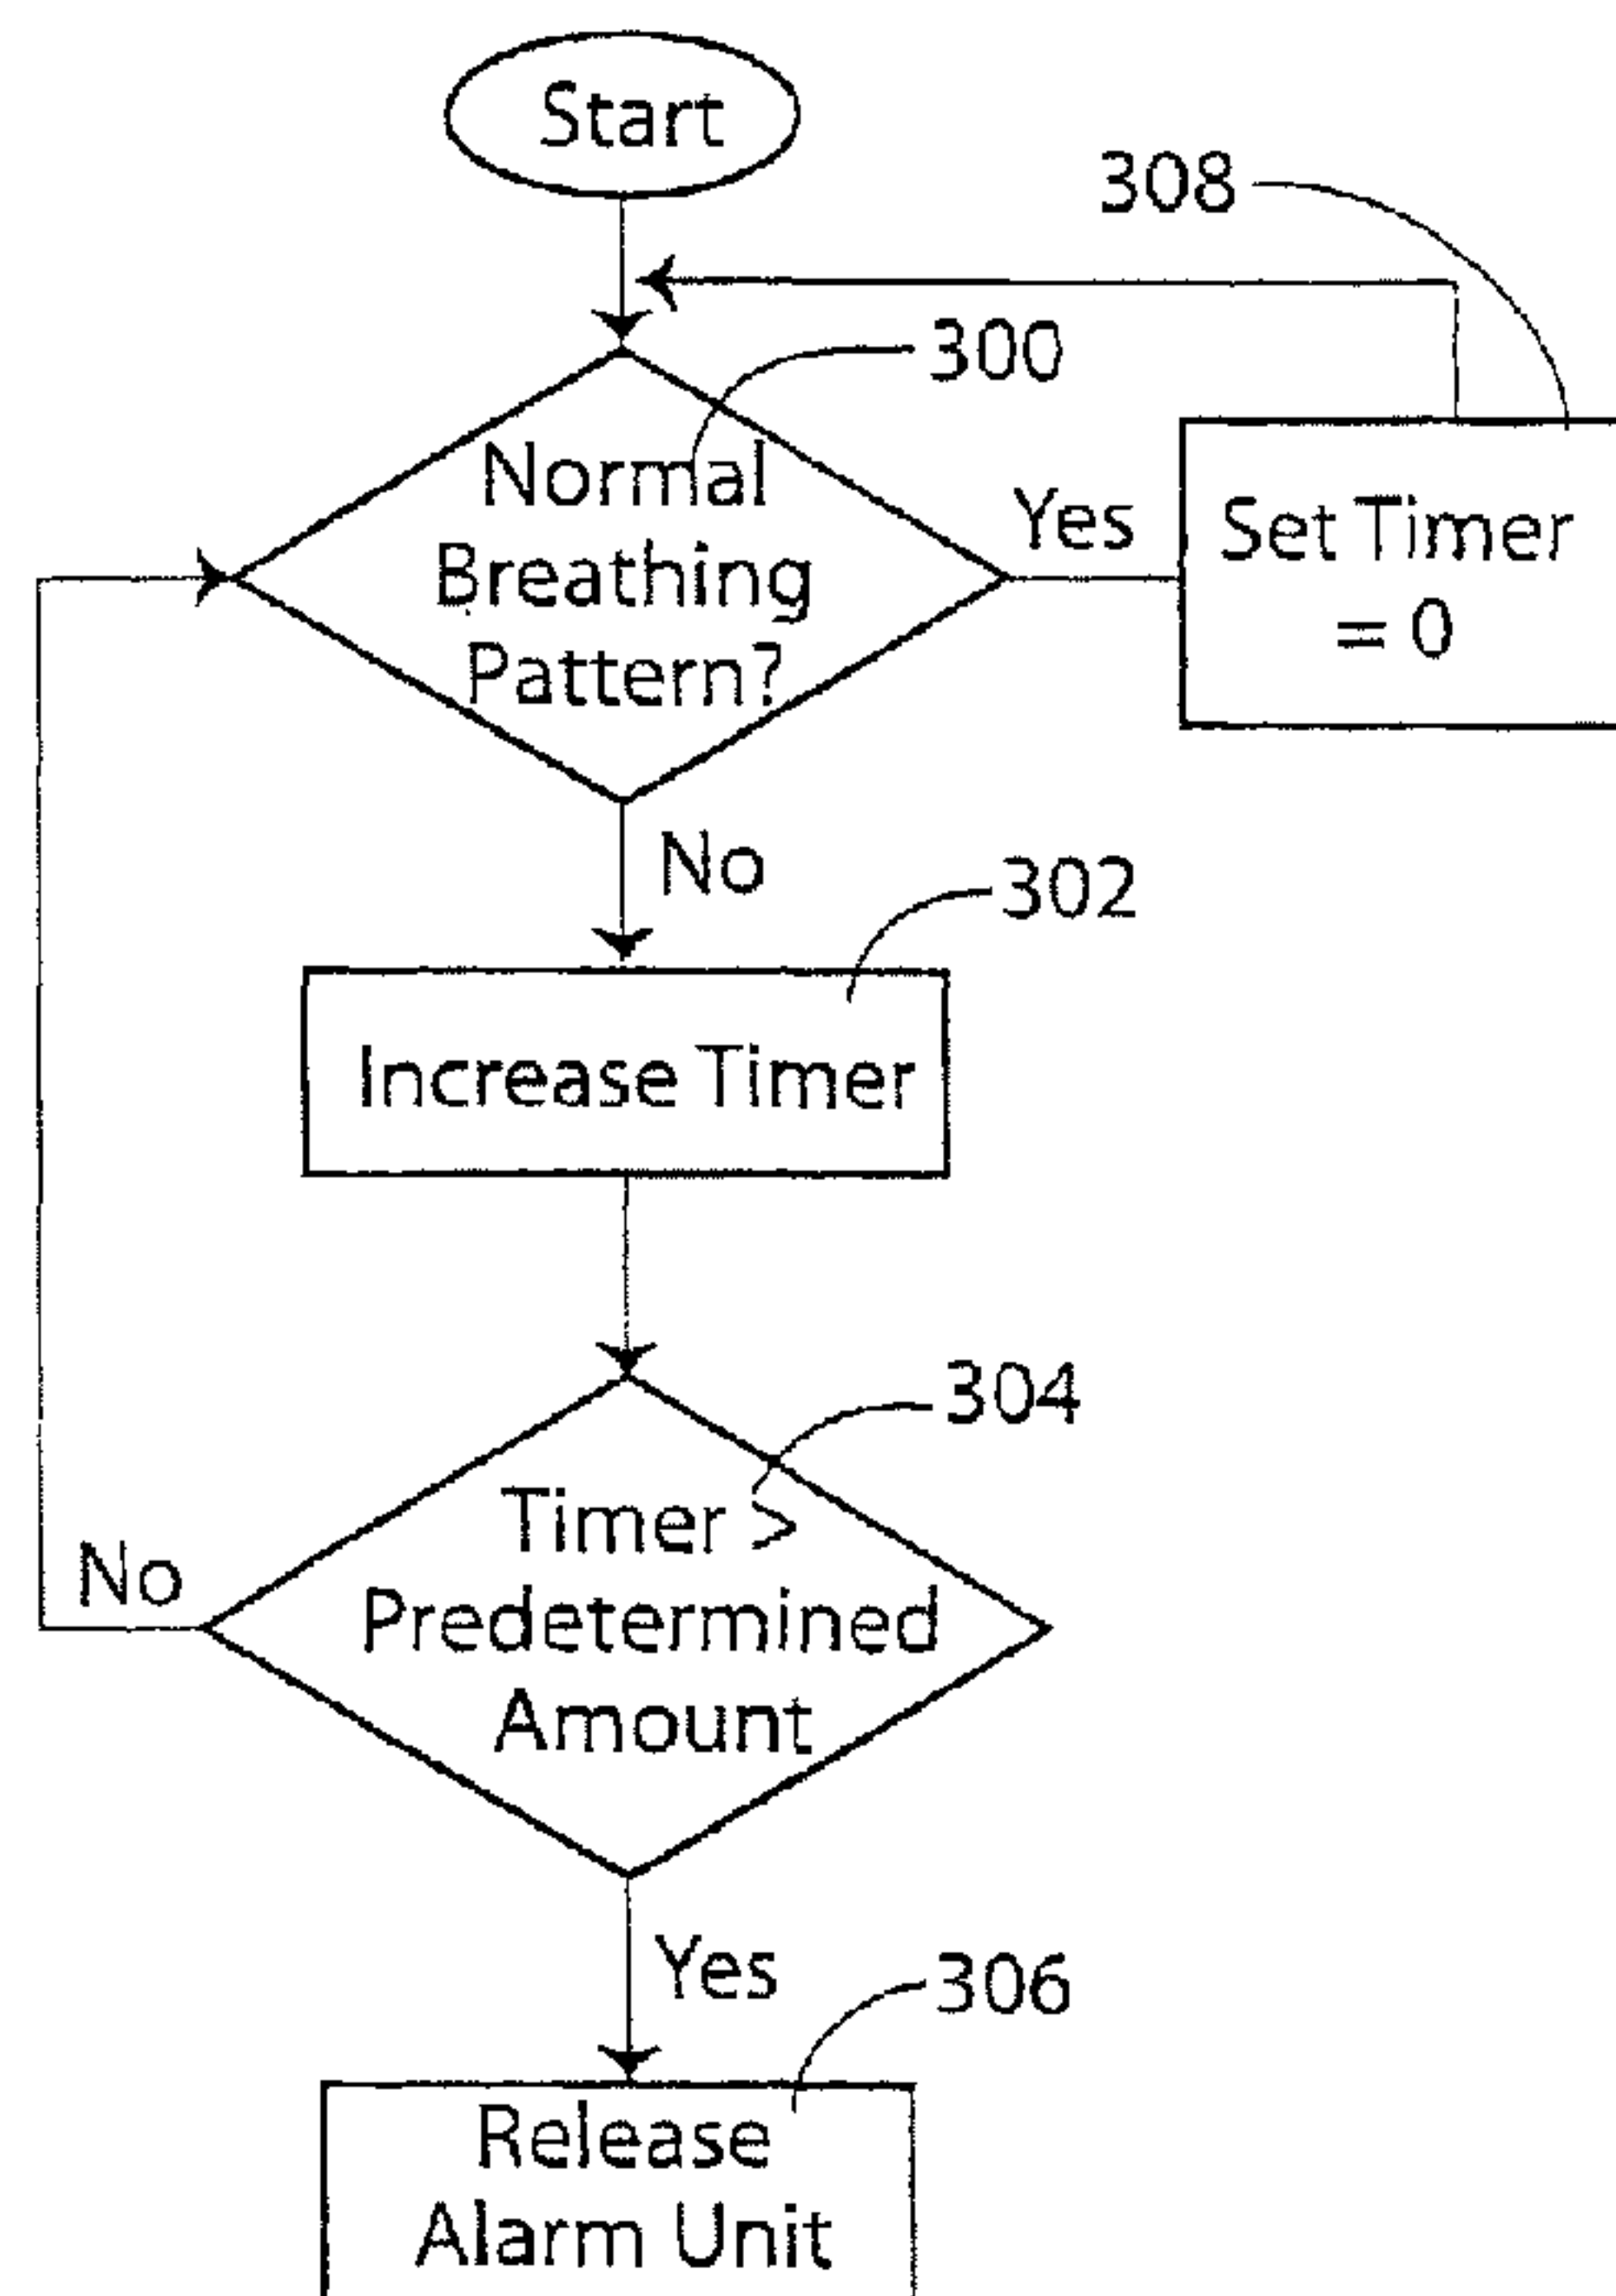 Start
308
300
Normal
Breathing
Pattern?
Yes
Set Timer
= 0
No
302
Increase Timer
304
Timer >
Predetermined
Amount
No
Yes
306
Release
Alarm Unit